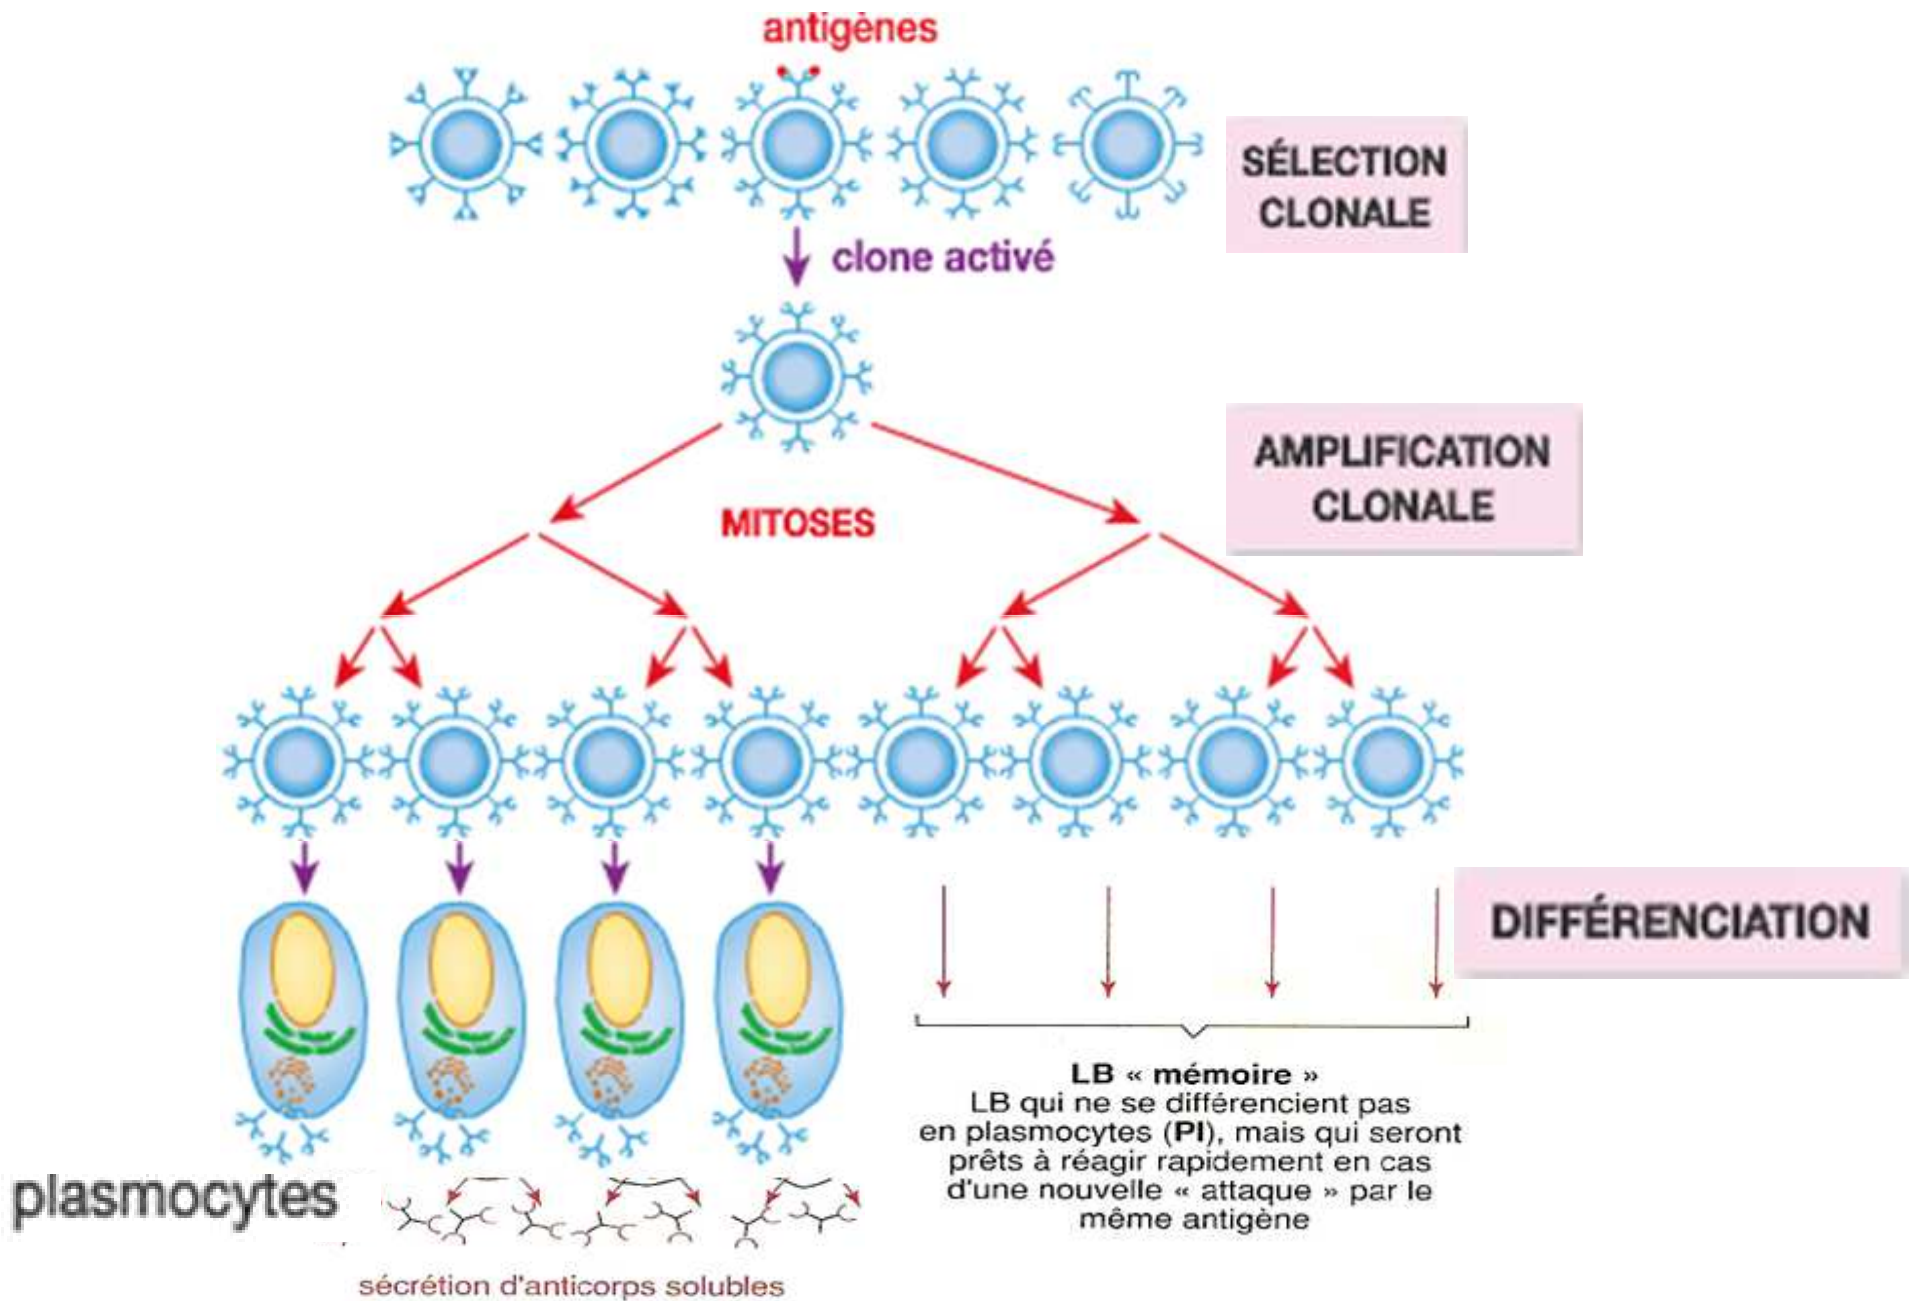 antigènes
SÉLECTION
CLONALE
clone activé
AMPLIFICATION
CLONALE
MITOSES
DIFFÉRENCIATION
LB « mémoire »
LB qui ne se différencient pas
en plasmocytes (PI), mais qui seront
prêts à réagir rapidement en cas
d'une nouvelle « attaque » par le
même antigène
plasmocytes
sécrétion d'anticorps solubles